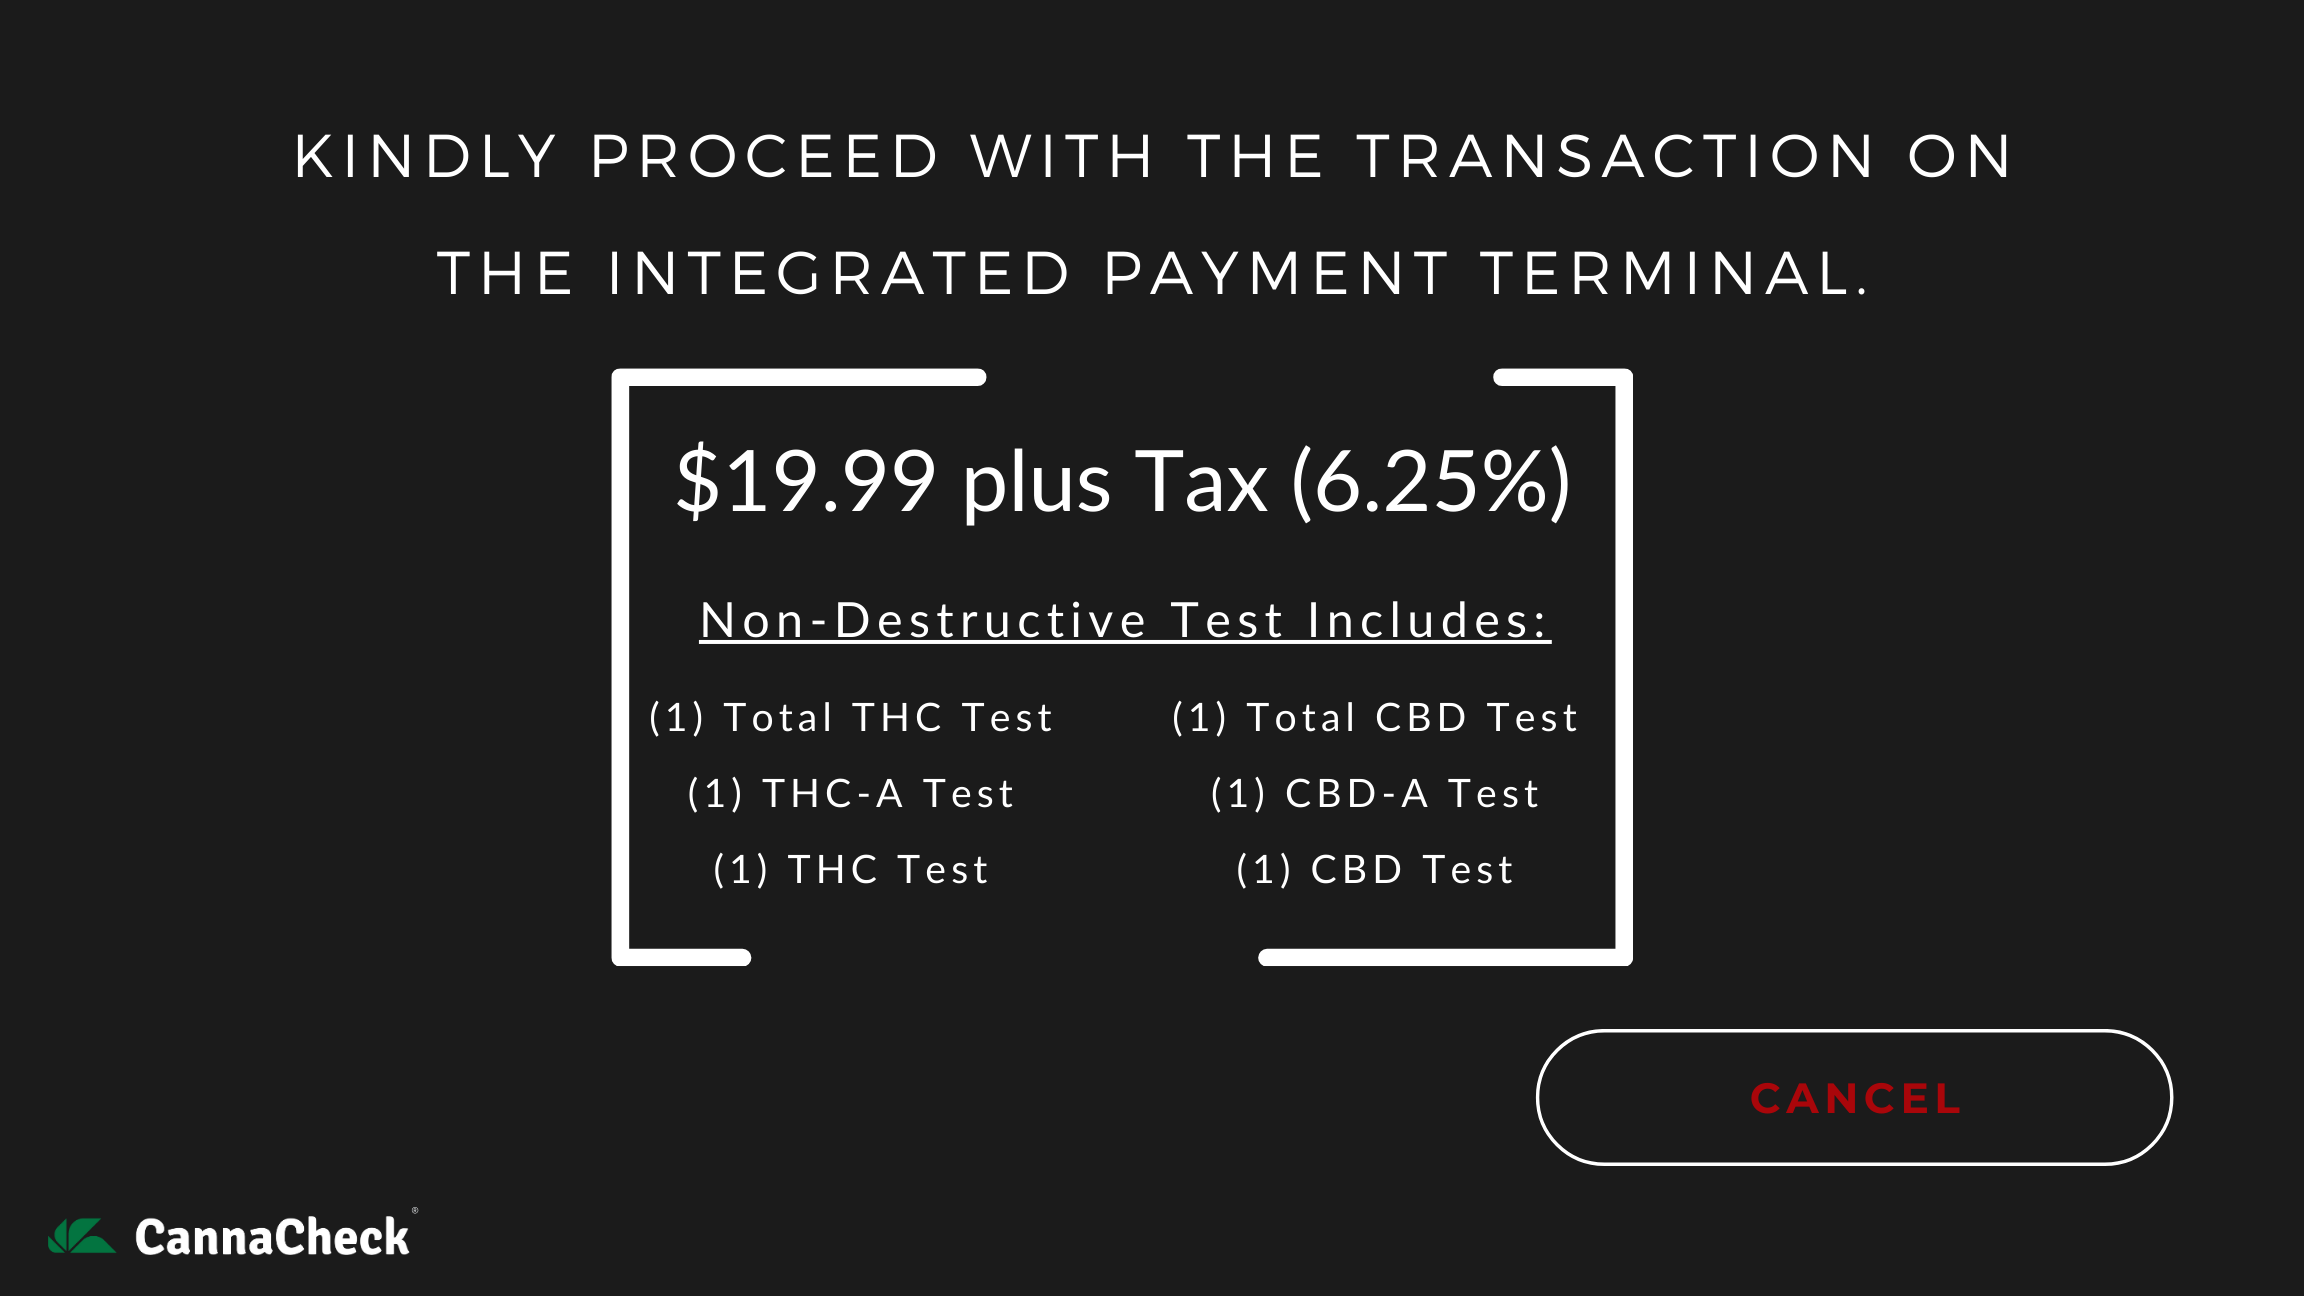 KINDLY PROCEED WITH THE TRANSACTION ON
THE INTEGRATED PAYMENT TERMINAL.
$19.99 plus Tax (6.25%)
Non-Destructive Test Includes:
(1) Total THC Test
(1) THC-A Test
(1) THC Test
(1) Total CBD Test
(1) CBD-A Test
(1) CBD Test
CANCEL
CannaCheck®